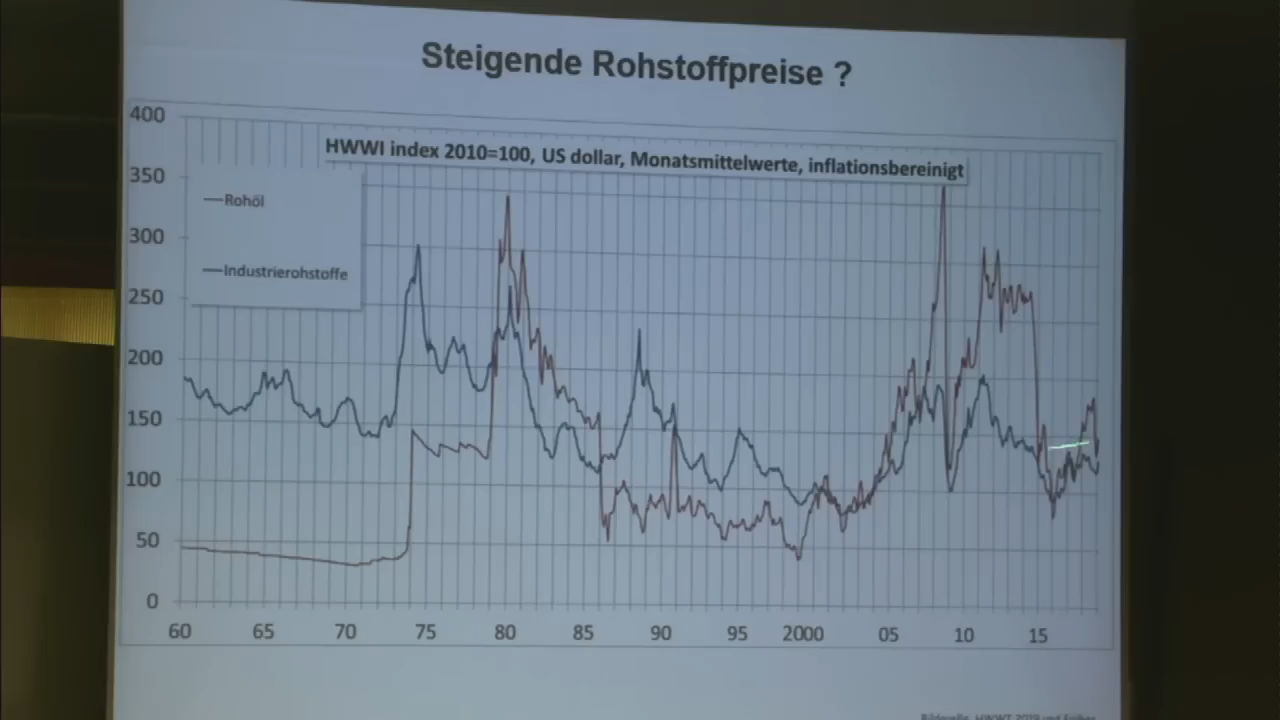 Steigende Rohstoffpreise ?
HWWI index 2010=100, US dollar, Monatsmittelwerte, inflationsbereinigt
400
350
300
250
200
150
100
50
0
Rohöl
Industrierohstoffe
60 65 70 75 80 85 90 95 2000 05 10 15